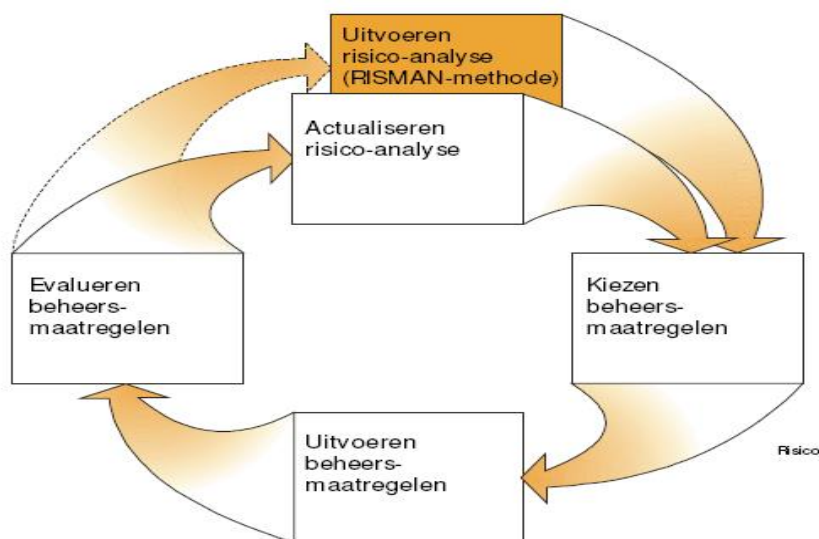 Uitvoeren
risico-analyse
(RISMAN-methode)
Actualiseren
risico-analyse
Evalueren
beheers-
maatregelen
Kiezen
beheers-
maatregelen
Uitvoeren
beheers-
maatregelen
Risico